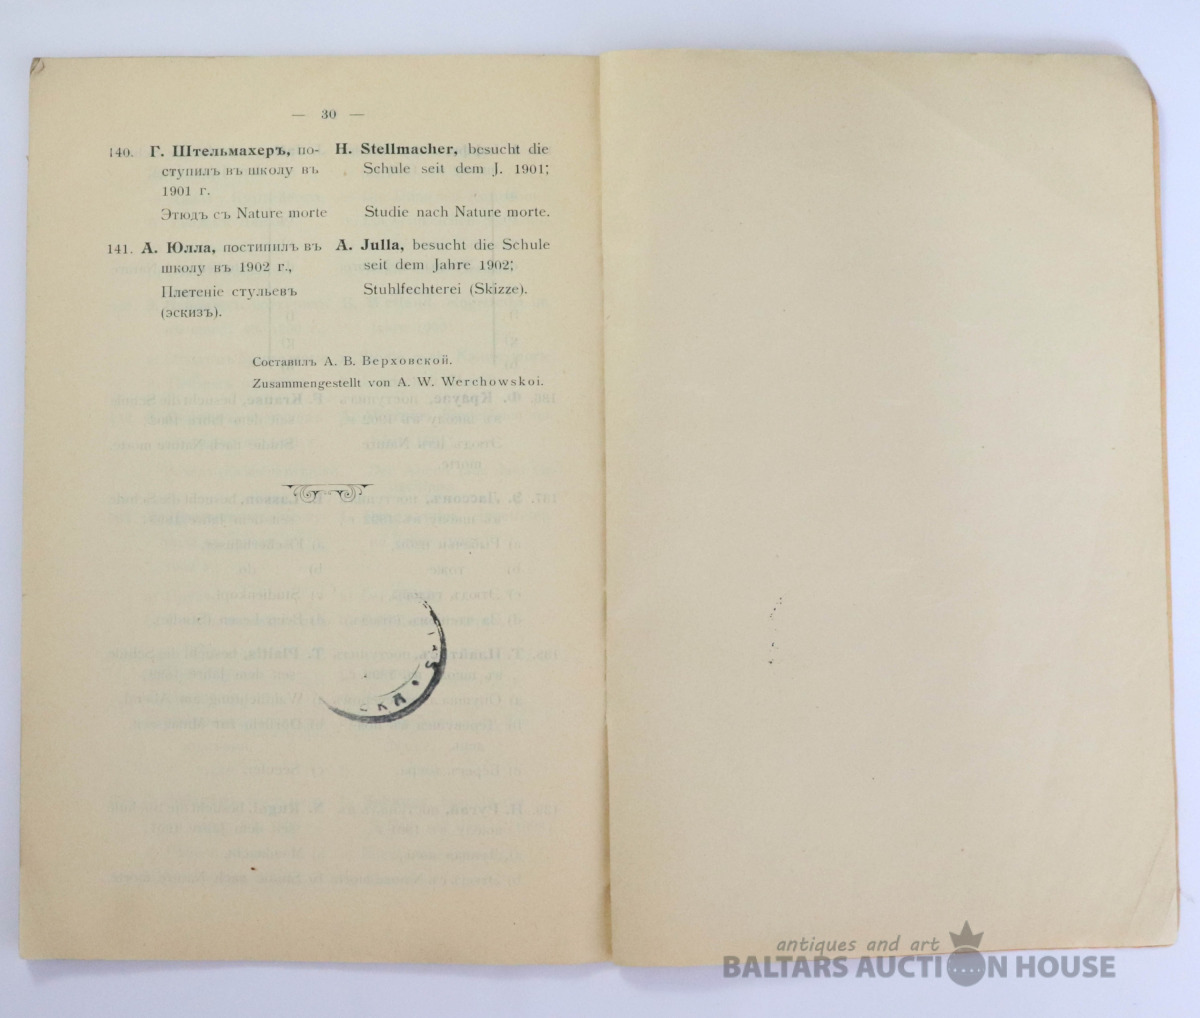 — 30 —
140. Г. Штельмахеръ, по-
ступилъ въ школу въ
1901 г.
Этюдъ съ Nature morte
H. Stellmacher, besucht die
Schule seit dem J. 1901;
Studie nach Nature morte.
141. А. Юлла, постипилъ въ
школу въ 1902 г.,
Плетеніе стульевъ
(эскизъ).
A. Julla, besucht die Schule
seit dem Jahre 1902;
Stuhlfechterei (Skizze).
Составилъ А. В. Верховской.
Zusammengestellt von A. W. Werchowskoi.
antiques and art
BALTARS AUCTION HOUSE